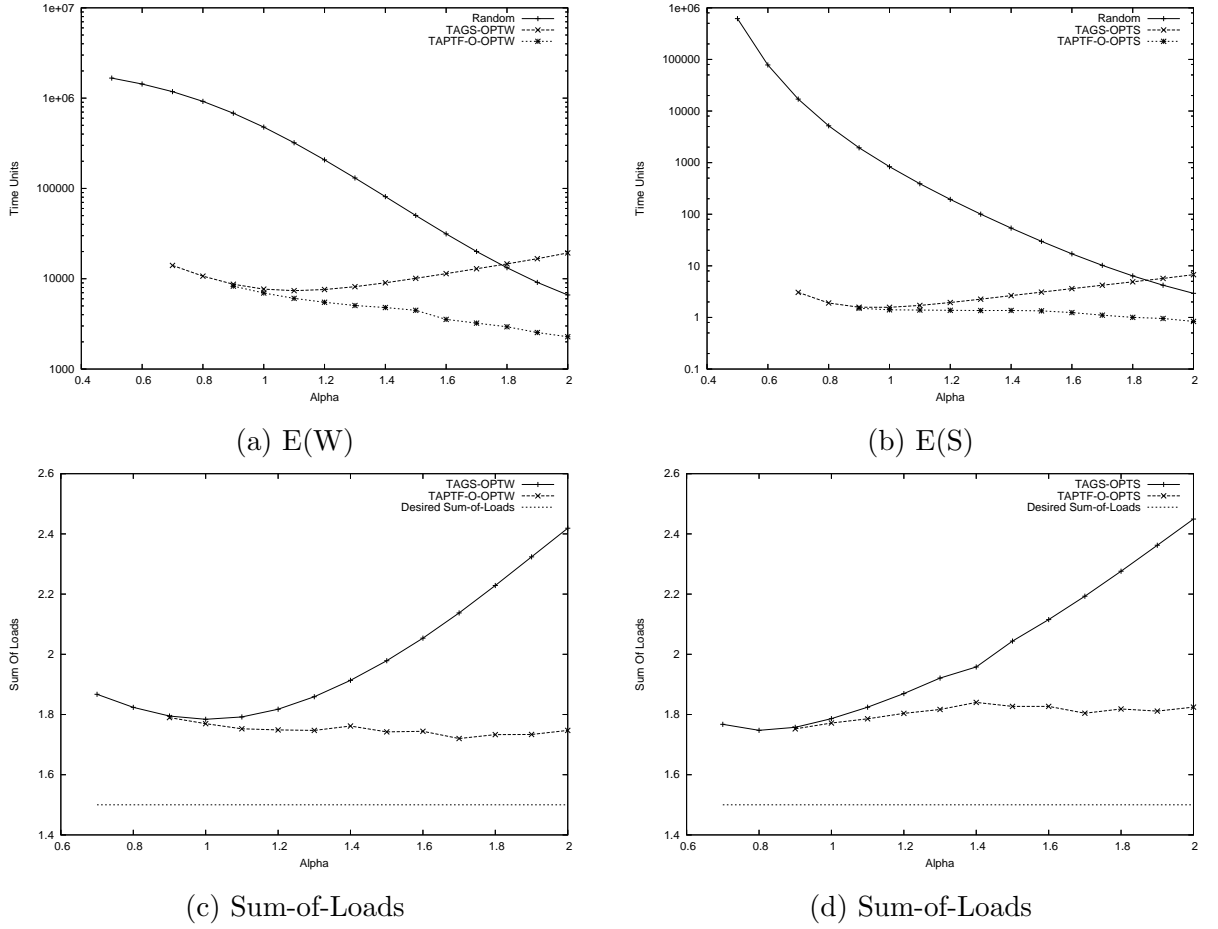 1e+07
1e+06
100000
10000
1000
0.4 0.6 0.8 1 1.2 1.4 1.6 1.8 2
Time Units
Alpha
Random
TAGS-OPTW
TAPTF-O-OPTW
(a) E(W)
1e+06
100000
10000
1000
100
10
1
0.1
0.4 0.6 0.8 1 1.2 1.4 1.6 1.8 2
Time Units
Alpha
Random
TAGS-OPTS
TAPTF-O-OPTS
(b) E(S)
2.6
2.4
2.2
2
1.8
1.6
1.4
0.6 0.8 1 1.2 1.4 1.6 1.8 2
Sum Of Loads
Alpha
TAGS-OPTW
TAPTF-O-OPTW
Desired Sum-of-Loads
(c) Sum-of-Loads
2.6
2.4
2.2
2
1.8
1.6
1.4
0.6 0.8 1 1.2 1.4 1.6 1.8 2
Sum Of Loads
Alpha
TAGS-OPTS
TAPTF-O-OPTS
Desired Sum-of-Loads
(d) Sum-of-Loads